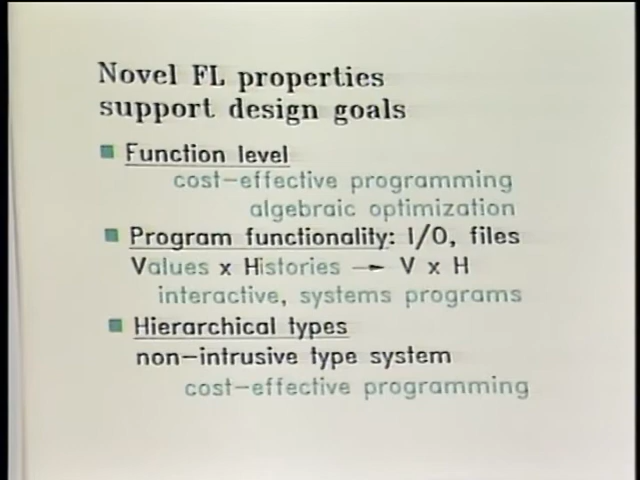 Novel FL properties
support design goals
Function level
cost-effective programming
algebraic optimization
Program functionality: I/O, files
Values x Histories → V x H
interactive, systems programs
Hierarchical types
non-intrusive type system
cost-effective programming